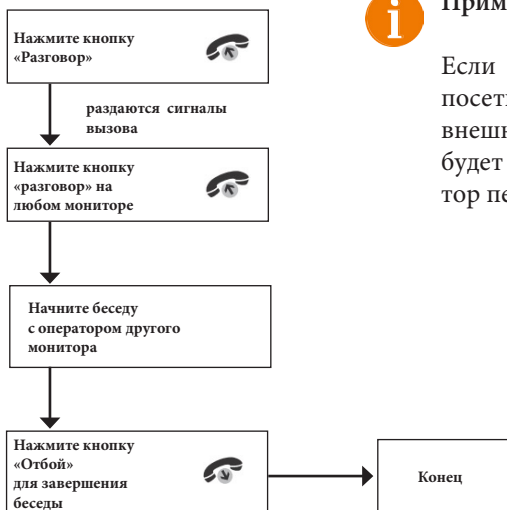 Нажмите кнопку
«Разговор»
раздаются сигналы
вызова
Нажмите кнопку
«разговор» на
любом мониторе
Начните беседу
с оператором другого
монитора
Нажмите кнопку
«Отбой»
для завершения
беседы
Конец
i
Прим
Если
посети
внешн
будет
тор пе